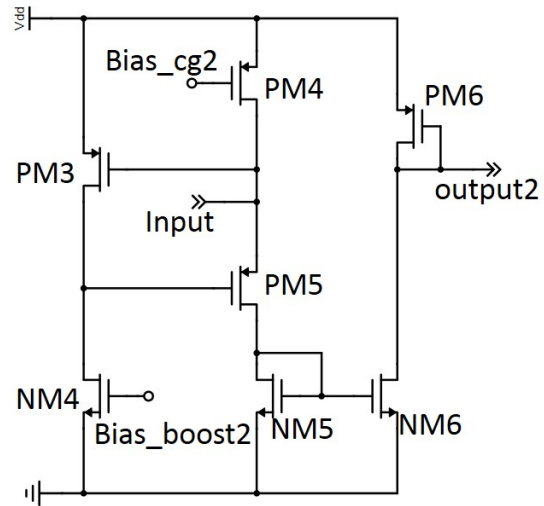 Vdd
Bias_cg2
PM4
PM6
PM3
output2
Input
PM5
NM4
Bias_boost2
NM5
NM6